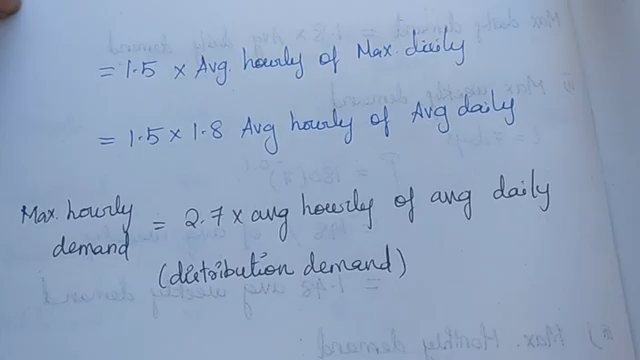 = 1.5 × Avg. hourly of Max. daily
= 1.5 × 1.8 Avg hourly of Avg daily
Max. hourly demand = 2.7 × avg hourly of avg daily
(distribution demand)